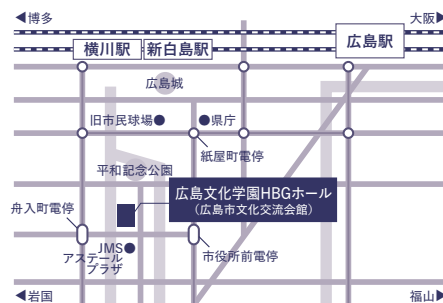 ◀博多
大阪▶
横川駅
新白島駅
広島駅
広島城
旧市民球場●
●県庁
紙屋町電停
平和記念公園
広島文化学園HBGホール
（広島市文化交流会館）
舟入町電停
JMS●
アステール
プラザ
市役所前電停
◀岩国
福山▶